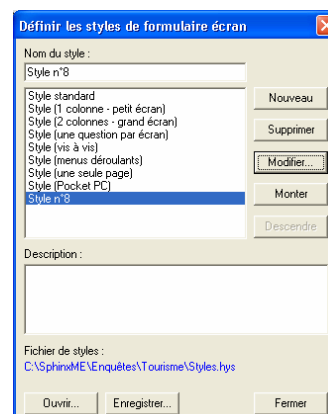 Définir les styles de formulaire écran
Nom du style :
Style n°8
Style standard
Style (1 colonne - petit écran)
Style (2 colonnes - grand écran)
Style (une question par écran)
Style (vis à vis)
Style (menus déroulants)
Style (une seule page)
Style (Pocket PC)
Style n°8
Nouveau
Supprimer
Modifier...
Monter
Descendre
Description :
Fichier de styles :
C:\SphinxME\Enquêtes\Tourisme\Styles.hys
Ouvrir...
Enregistrer...
Fermer